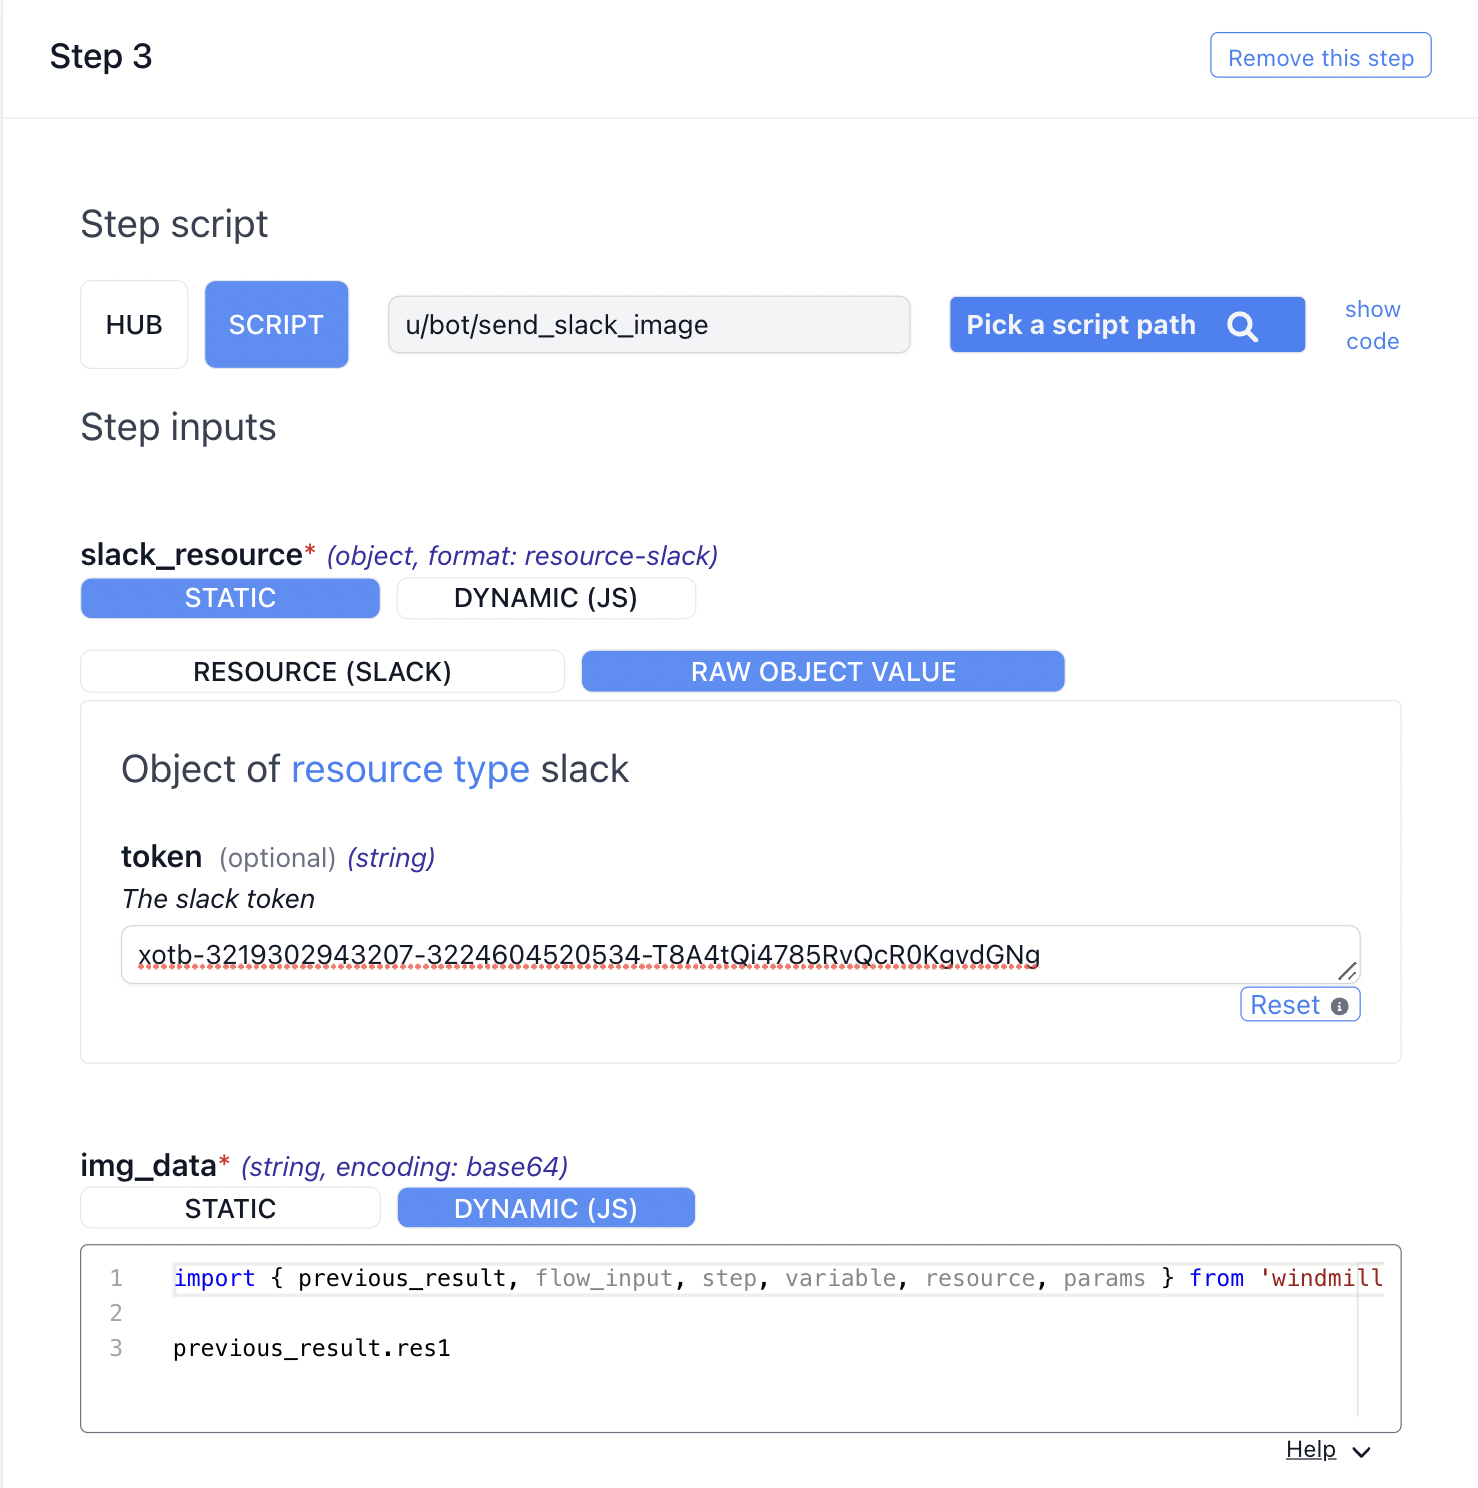 Step 3
Remove this step
Step script
HUB
SCRIPT
u/bot/send_slack_image
Pick a script path
show
code
Step inputs
slack_resource* (object, format: resource-slack)
STATIC
DYNAMIC (JS)
RESOURCE (SLACK)
RAW OBJECT VALUE
Object of resource type slack
token (optional) (string)
The slack token
xotb-3219302943207-3224604520534-T8A4tQi4785RvQcR0KgvdGNg
Reset
img_data* (string, encoding: base64)
STATIC
DYNAMIC (JS)
1 import { previous_result, flow_input, step, variable, resource, params } from 'windmill
2
3 previous_result.res1
Help